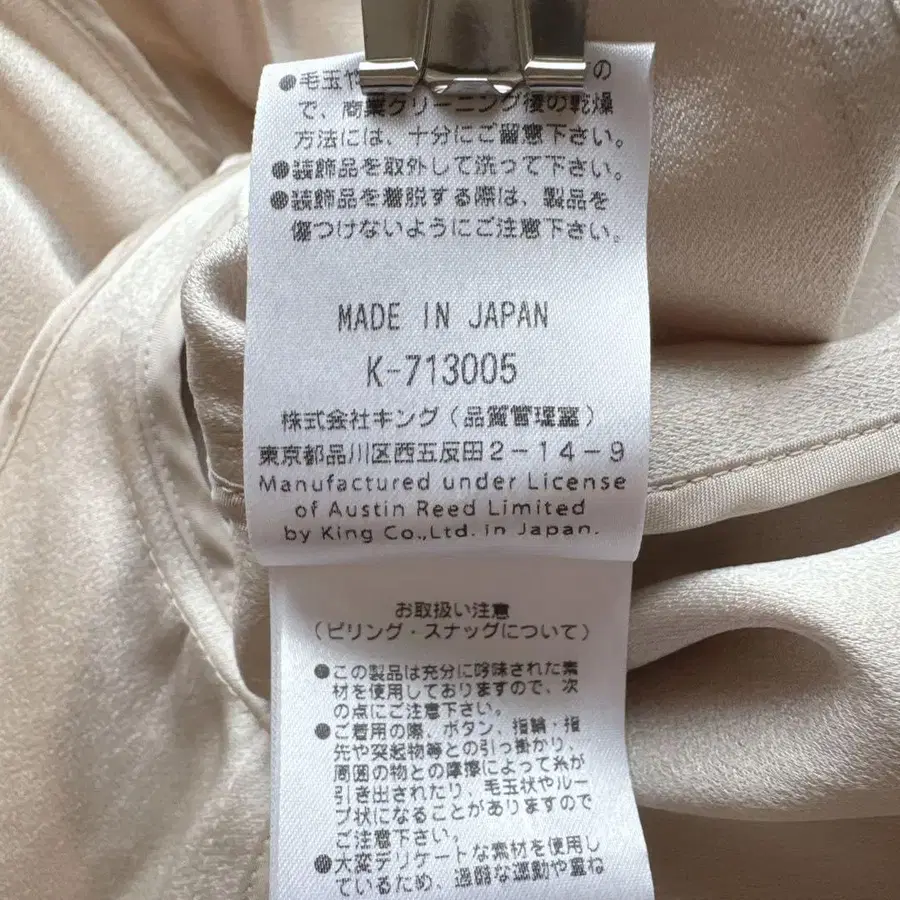 ●毛玉や
の
で、商業クリーニング後の乾燥
方法には、十分にご留意下さい。
●装飾品を取外して洗って下さい。
●装飾品を着脱する際は、製品を
傷つけないようにご注意下さい。
MADE IN JAPAN
K-713005
株式会社キング(品質管理室)
東京都品川区西五反田2-14-9
Manufactured under License
of Austin Reed Limited
by King Co.,Ltd. in Japan.
お取扱い注意
(ピリング・スナッグについて)
●この製品は充分に吟味された素
材を使用しておりますので、次
の点にご注意下さい。
●ご着用の際、ボタン、指輪・指
先や突起物等との引っ掛かり、
周囲の物との摩擦によって糸が
引き出されたり、毛玉状やルー
プ状になることがありますので
ご注意下さい。
●大変デリケートな素材を使用し
ているため、過酷な運動や重ね